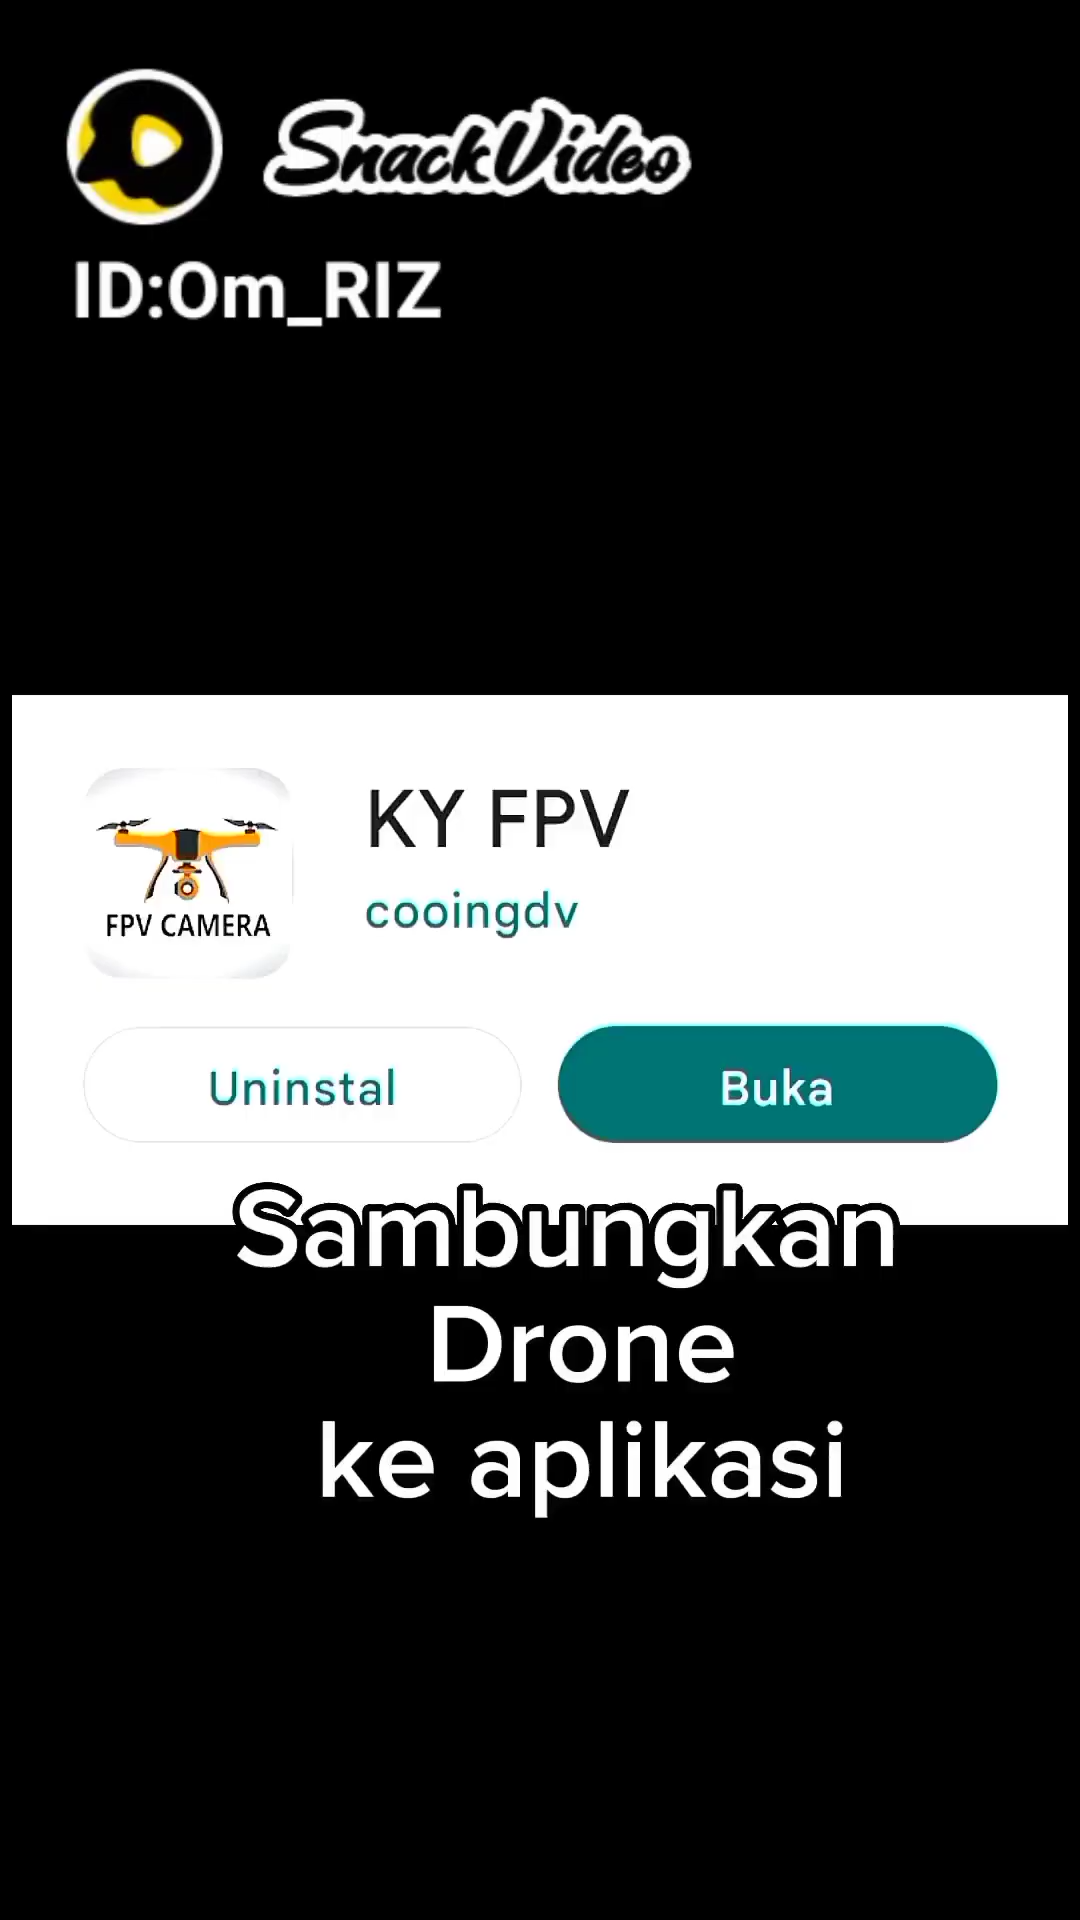 SnackVideo
ID:Om_RIZ
KY FPV
cooingdv
FPV CAMERA
Uninstal
Buka
Sambungkan
Drone
ke aplikasi